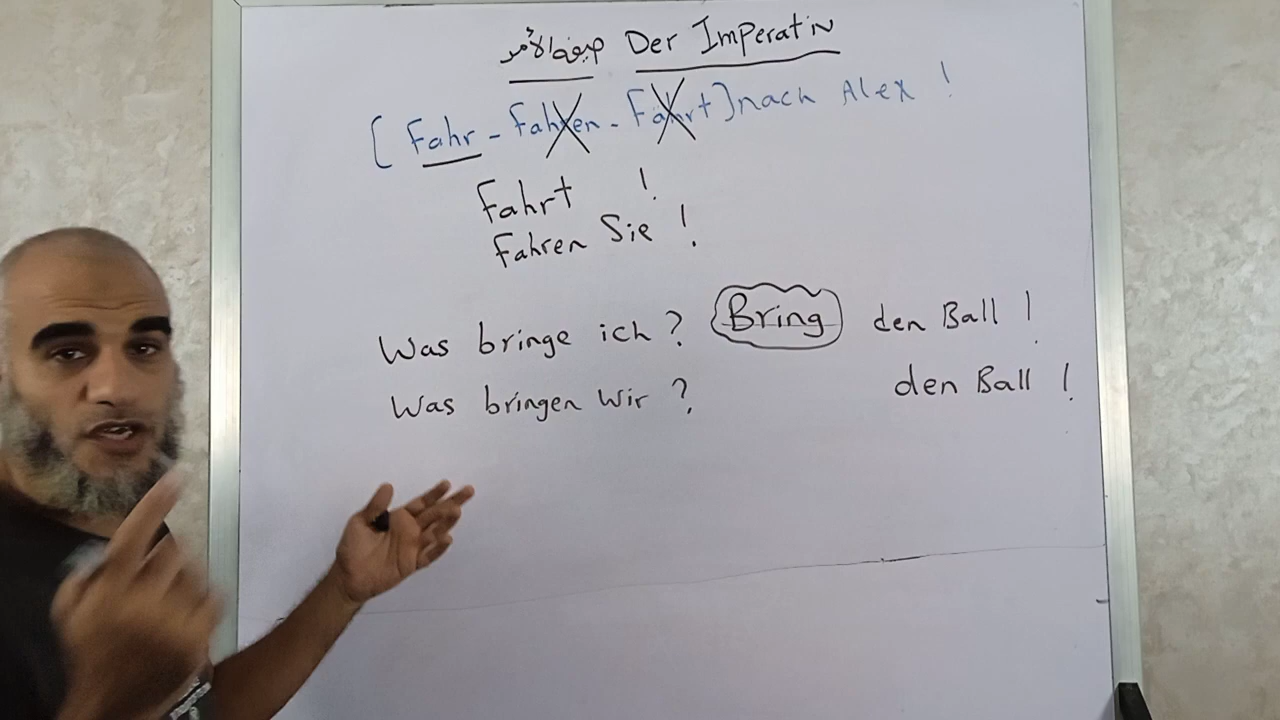 صيغة الأمر Der Imperativ
[ Fahr - Fahren - Fahrt ] nach Alex !
Fahrt !
Fahren Sie !
Was bringe ich ? Bring den Ball !
Was bringen wir ? den Ball !